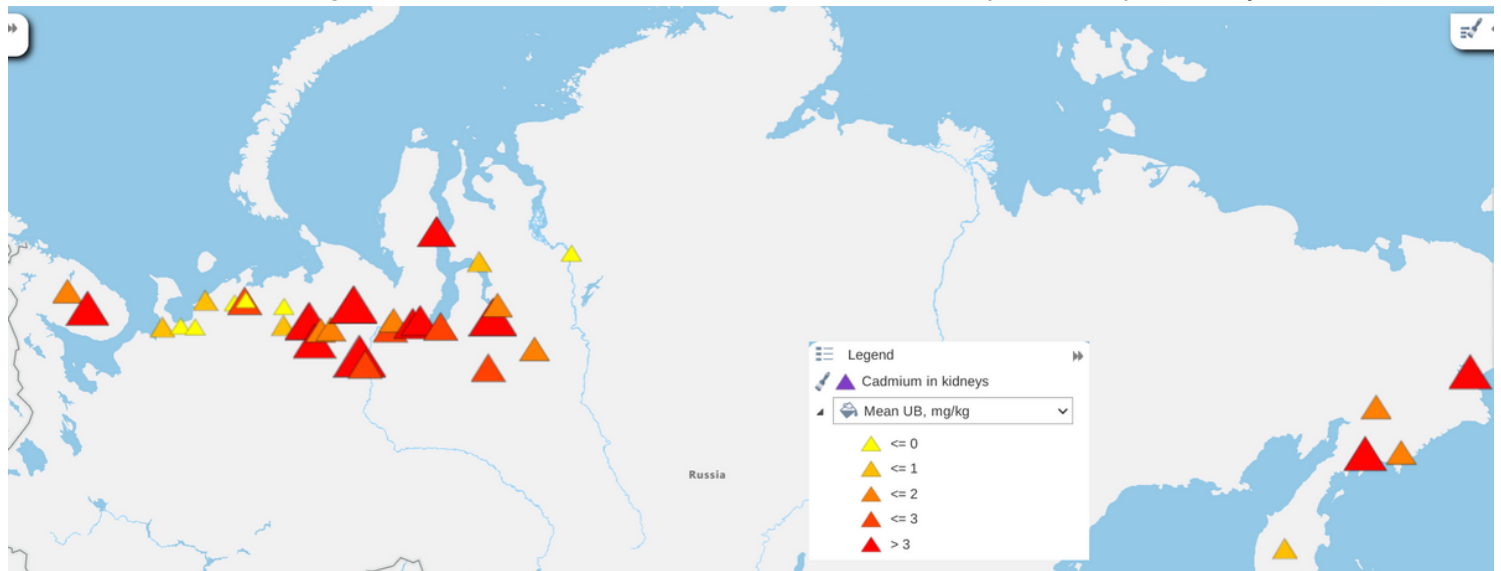 Russia
Legend
Cadmium in kidneys
Mean UB, mg/kg
<= 0
<= 1
<= 2
<= 3
> 3